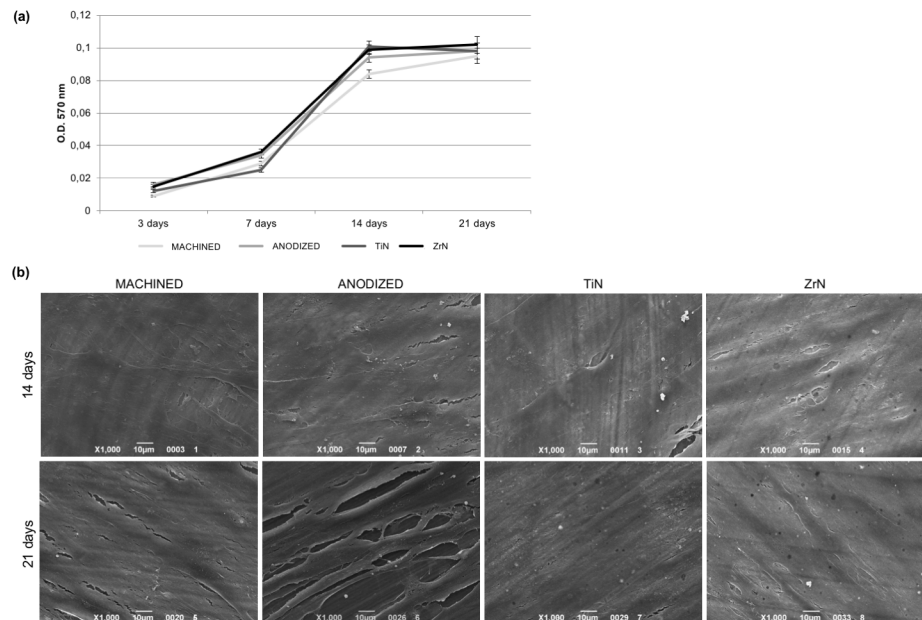 (a)
0,12
0,1
0,08
0,06
0,04
0,02
0
O.D. 570 nm
3 days 7 days 14 days 21 days
MACHINED ANODIZED TiN ZrN
(b)
MACHINED ANODIZED TiN ZrN
14 days
X1,000 10μm 0003 1
X1,000 10μm 0007 2
X1,000 10μm 0011 3
X1,000 10μm 0015 4
21 days
X1,000 10μm 0020 5
X1,000 10μm 0026 6
X1,000 10μm 0029 7
X1,000 10μm 0033 8